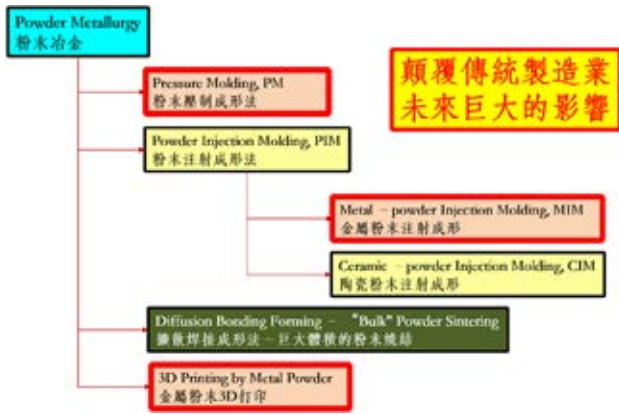 Powder Metallurgy
粉末冶金
顛覆傳統製造業
未來巨大的影響
Pressure Molding, PM
粉末壓制成形法
Powder Injection Molding, PIM
粉末注射成形法
Metal – powder Injection Molding, MIM
金屬粉末注射成形
Ceramic – powder Injection Molding, CIM
陶瓷粉末注射成形
Diffusion Bonding Forming – “Bulk” Powder Sintering
擴散焊接成形法–巨大體積的粉末燒結
3D Printing by Metal Powder
金屬粉末3D打印